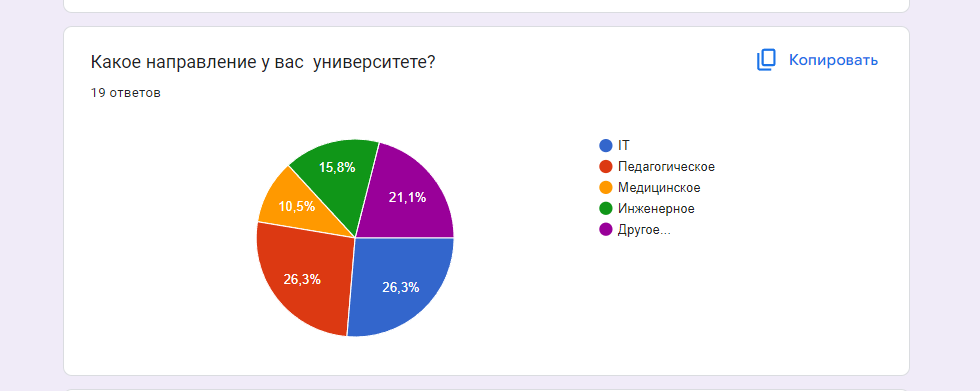 Какое направление у вас  университете?
Копировать
19 ответов
IT
Педагогическое
Медицинское
Инженерное
Другое...
15,8%
21,1%
10,5%
26,3%
26,3%